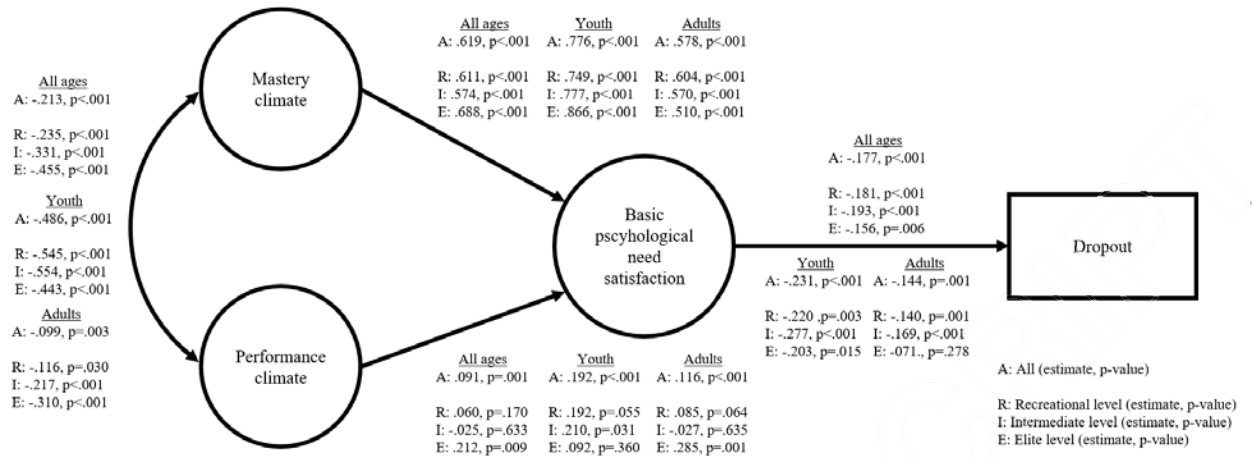 All ages
A: -.213, p<.001
R: -.235, p<.001
I: -.331, p<.001
E: -.455, p<.001
Youth
A: -.486, p<.001
R: -.545, p<.001
I: -.554, p<.001
E: -.443, p<.001
Adults
A: -.099, p=.003
R: -.116, p=.030
I: -.217, p<.001
E: -.310, p<.001
Mastery
climate
Performance
climate
All ages Youth Adults
A: .619, p<.001 A: .776, p<.001 A: .578, p<.001
R: .611, p<.001 R: .749, p<.001 R: .604, p<.001
I: .574, p<.001 I: .777, p<.001 I: .570, p<.001
E: .688, p<.001 E: .866, p<.001 E: .510, p<.001
Basic
pscyhological
need
satisfaction
All ages Youth Adults
A: .091, p=.001 A: .192, p<.001 A: .116, p<.001
R: .060, p=.170 R: .192, p=.055 R: .085, p=.064
I: -.025, p=.633 I: .210, p=.031 I: -.027, p=.635
E: .212, p=.009 E: .092, p=.360 E: .285, p=.001
All ages
A: -.177, p<.001
R: -.181, p<.001
I: -.193, p<.001
E: -.156, p=.006
Youth Adults
A: -.231, p<.001 A: -.144, p=.001
R: -.220 ,p=.003 R: -.140, p=.001
I: -.277, p<.001 I: -.169, p<.001
E: -.203, p=.015 E: -071., p=.278
Dropout
A: All (estimate, p-value)
R: Recreational level (estimate, p-value)
I: Intermediate level (estimate, p-value)
E: Elite level (estimate, p-value)
CRIPT